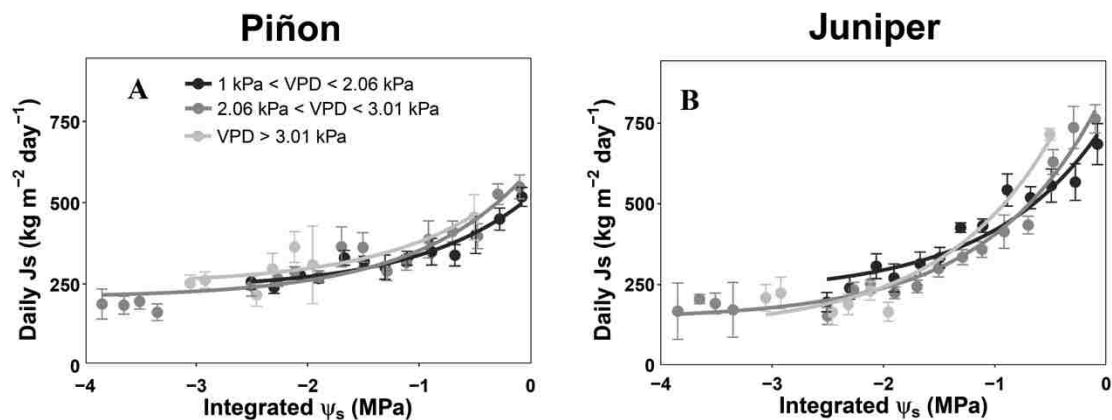 Piñon
Juniper
A
1 kPa < VPD < 2.06 kPa
2.06 kPa < VPD < 3.01 kPa
VPD > 3.01 kPa
Daily Js (kg m⁻² day⁻¹)
750
500
250
0
−4 −3 −2 −1 0
Integrated ψₛ (MPa)
B
Daily Js (kg m⁻² day⁻¹)
750
500
250
0
−4 −3 −2 −1 0
Integrated ψₛ (MPa)